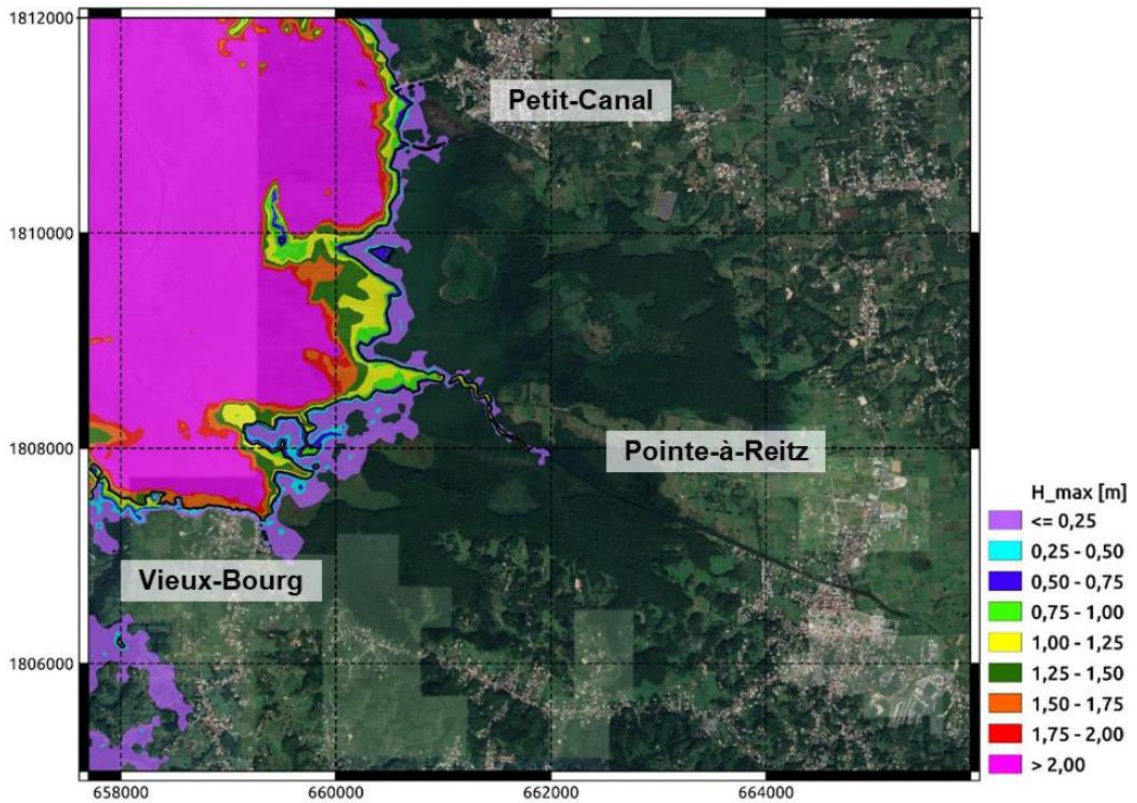 1812000
Petit-Canal
1810000
1808000
Pointe-à-Reitz
Vieux-Bourg
1806000
658000 660000 662000 664000
H_max [m]
<= 0,25
0,25 - 0,50
0,50 - 0,75
0,75 - 1,00
1,00 - 1,25
1,25 - 1,50
1,50 - 1,75
1,75 - 2,00
> 2,00